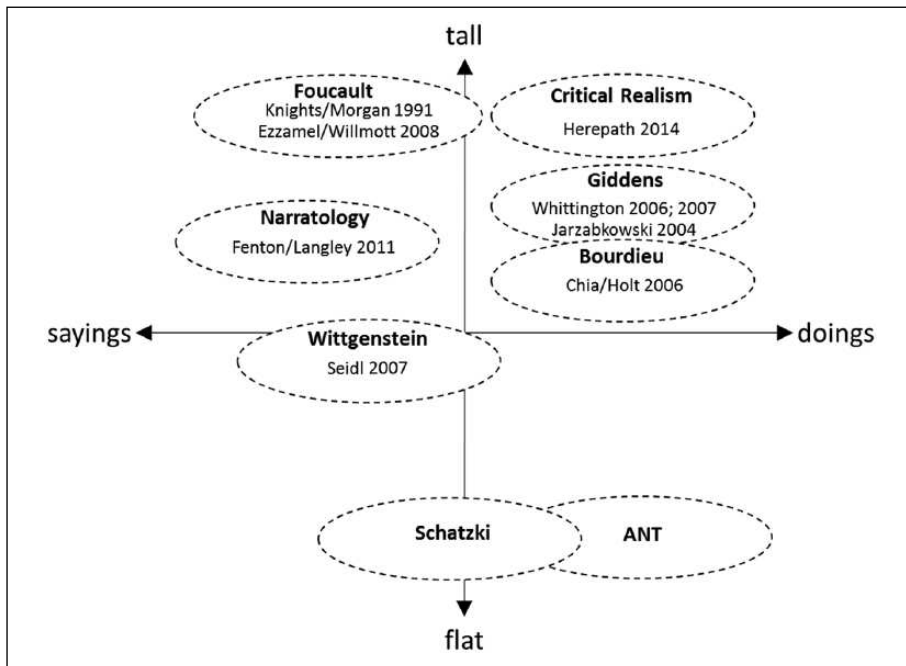 tall
Foucault
Knights/Morgan 1991
Ezzamel/Willmott 2008
Critical Realism
Herepath 2014
Giddens
Whittington 2006; 2007
Jarzabkowski 2004
Narratology
Fenton/Langley 2011
Bourdieu
Chia/Holt 2006
sayings
doings
Wittgenstein
Seidl 2007
Schatzki
ANT
flat